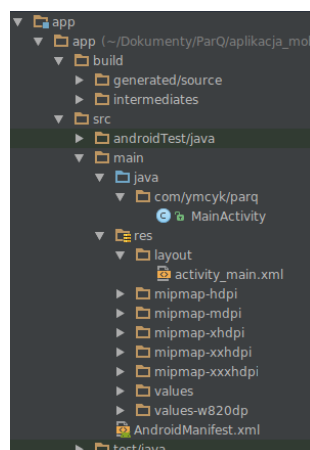 app
app (~/Dokumenty/ParQ/aplikacja_mo
build
generated/source
intermediates
src
androidTest/java
main
java
com/ymcyk/parq
C MainActivity
res
layout
activity_main.xml
mipmap-hdpi
mipmap-mdpi
mipmap-xhdpi
mipmap-xxhdpi
mipmap-xxxhdpi
values
values-w820dp
AndroidManifest.xml
test/java